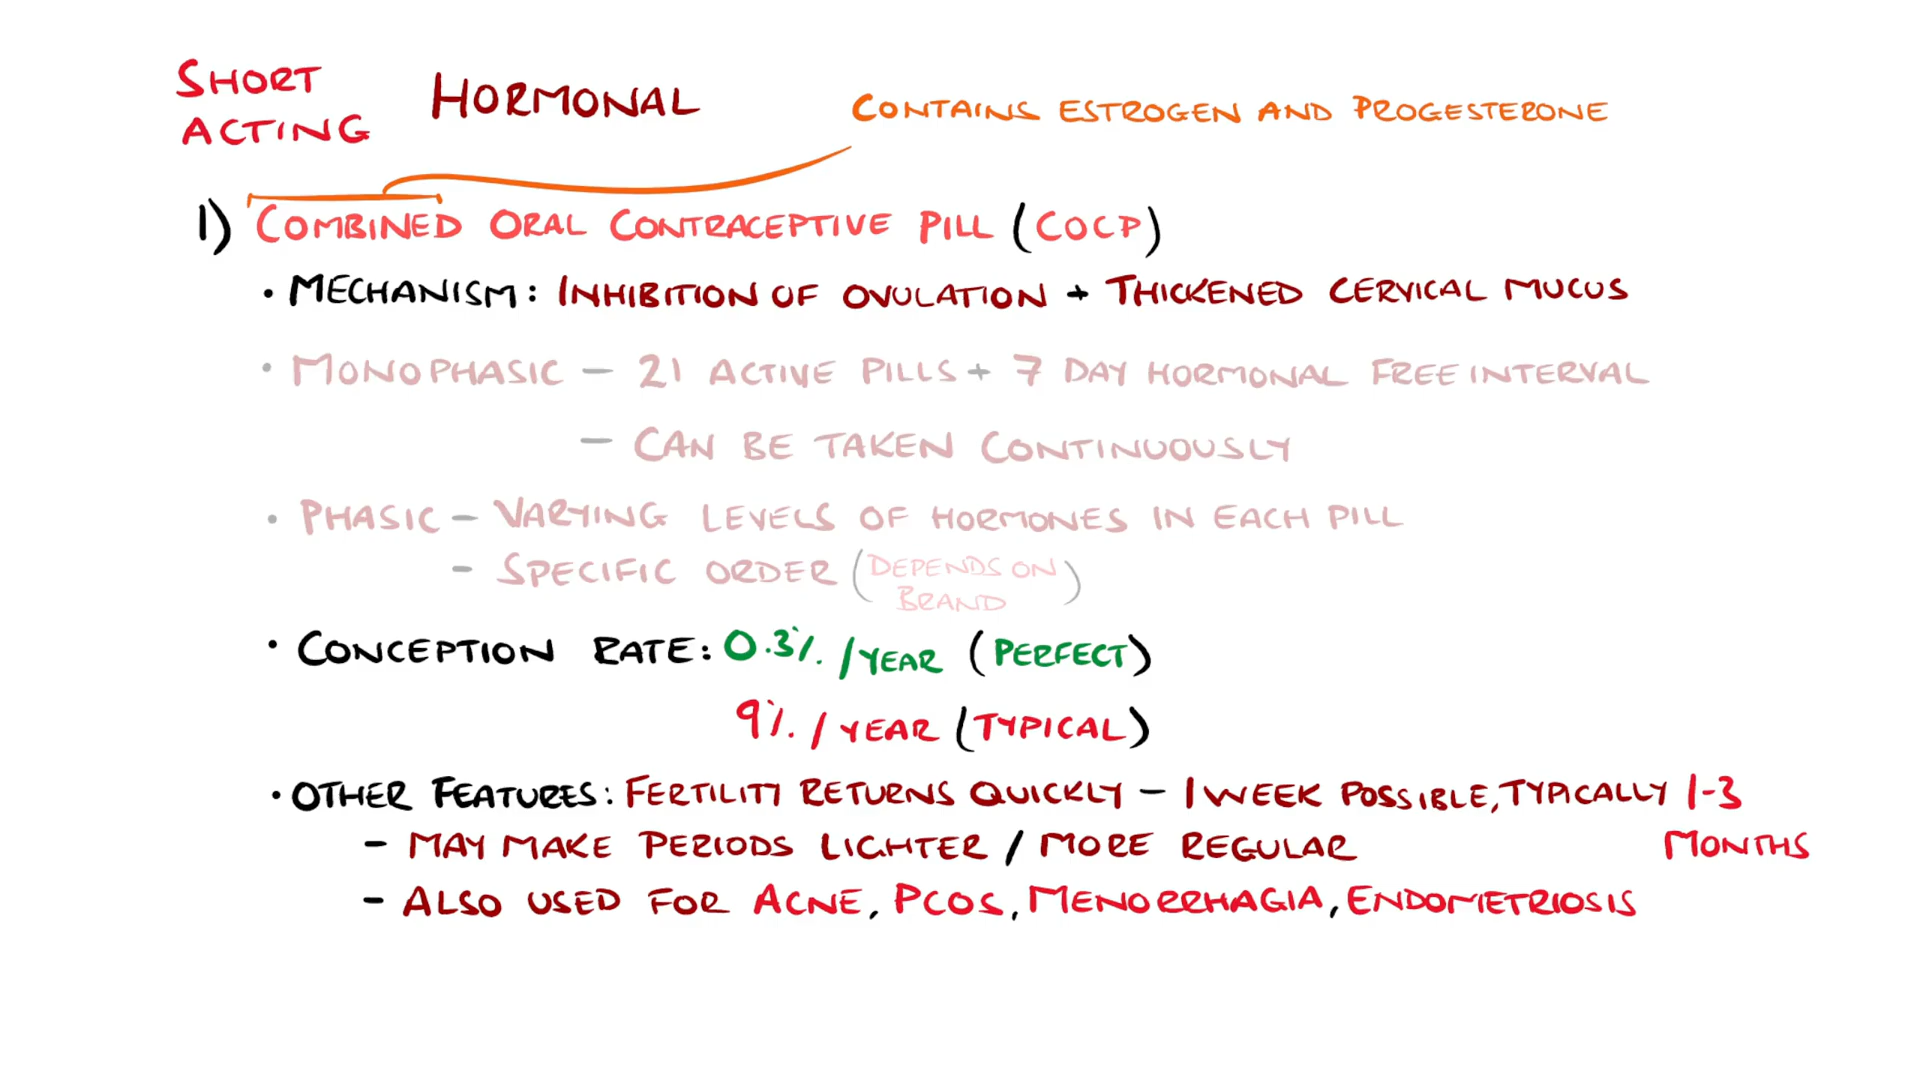 SHORT
ACTING
HORMONAL
CONTAINS ESTROGEN AND PROGESTERONE
1) COMBINED ORAL CONTRACEPTIVE PILL (COCP)
• MECHANISM: INHIBITION OF OVULATION + THICKENED CERVICAL MUCUS
• MONOPHASIC – 21 ACTIVE PILLS + 7 DAY HORMONAL FREE INTERVAL
– CAN BE TAKEN CONTINUOUSLY
• PHASIC – VARYING LEVELS OF HORMONES IN EACH PILL
– SPECIFIC ORDER (DEPENDS ON
BRAND)
• CONCEPTION RATE: 0.3% / YEAR (PERFECT)
9% / YEAR (TYPICAL)
• OTHER FEATURES: FERTILITY RETURNS QUICKLY – 1 WEEK POSSIBLE, TYPICALLY 1-3
MONTHS
– MAY MAKE PERIODS LIGHTER / MORE REGULAR
– ALSO USED FOR ACNE, PCOS, MENORRHAGIA, ENDOMETRIOSIS